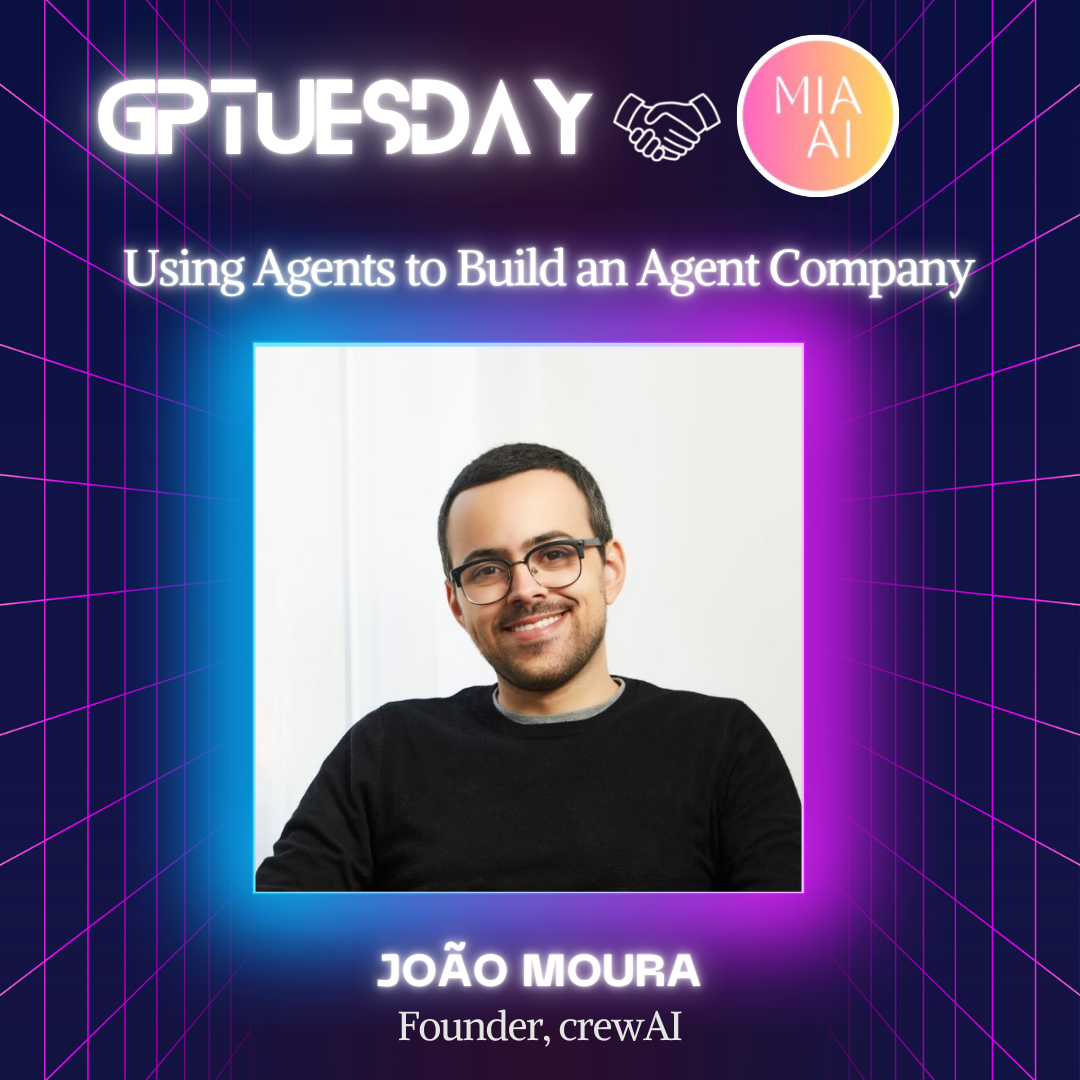 GPTUESDAY
MIA
AI
Using Agents to Build an Agent Company
JOÃO MOURA
Founder, crewAI